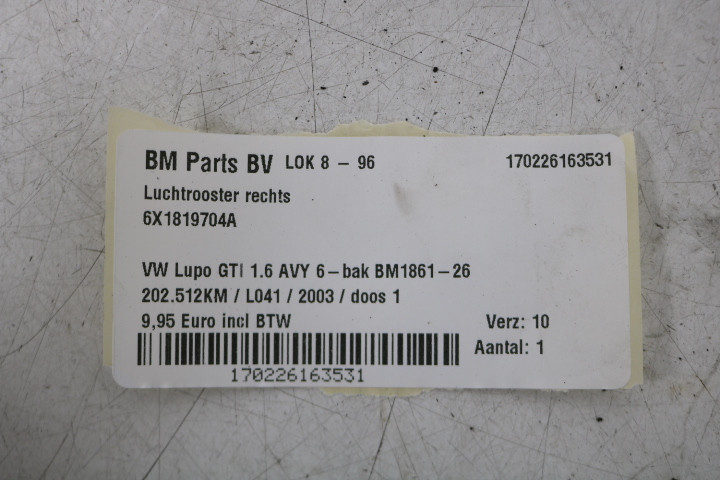 BM Parts BV LOK 8 - 96 170226163531
Luchtrooster rechts
6X1819704A
VW Lupo GTI 1.6 AVY 6-bak BM1861-26
202.512KM / L041 / 2003 / doos 1
9,95 Euro incl BTW Verz: 10
Aantal: 1
170226163531